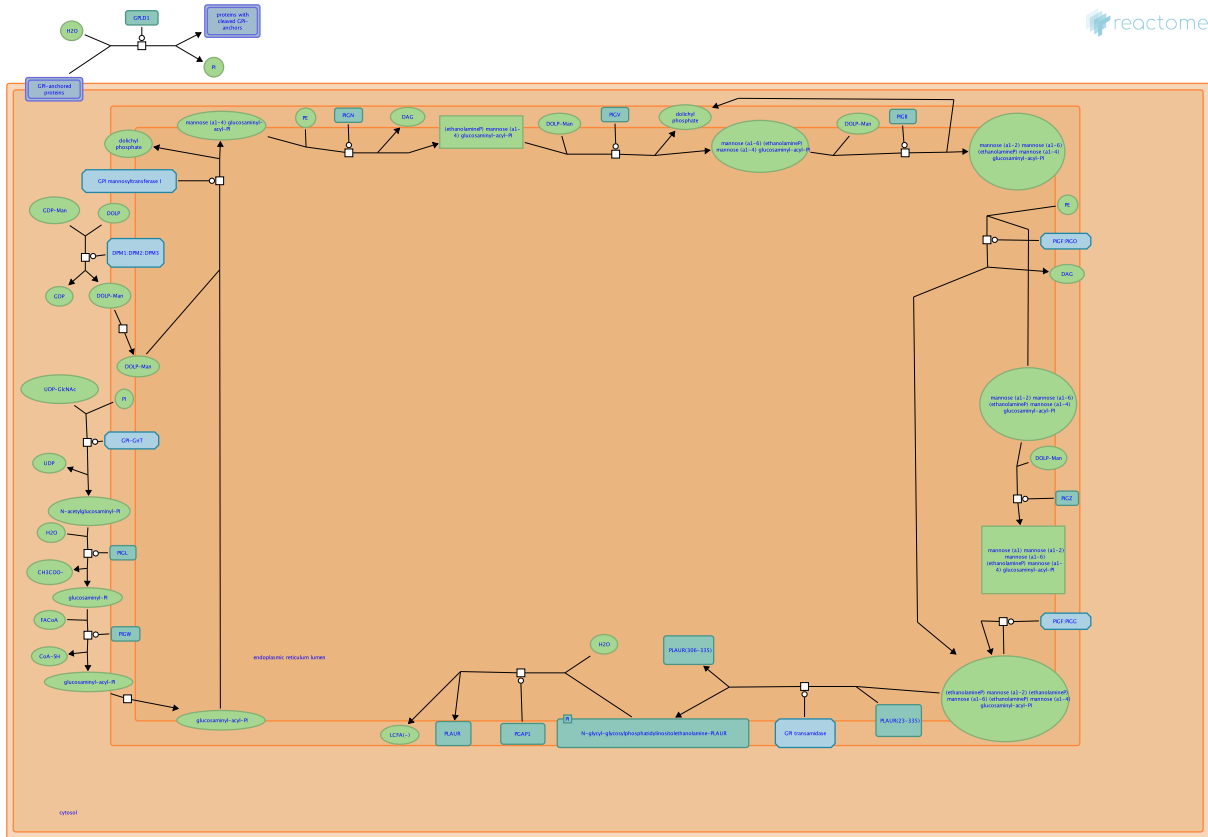 GPLD1
proteins with
cleaved GPI-
anchors
H2O
PI
reactome
GPI-anchored
proteins
mannose (a1-4) glucosaminyl-
acyl-PI
PE
PIGN
DAG
(ethanolamineP) mannose (a1-
4) glucosaminyl-acyl-PI
DOLP-Man
PIGV
dolichyl
phosphate
mannose (a1-6) (ethanolamineP)
mannose (a1-4) glucosaminyl-acyl-PI
DOLP-Man
PIGB
mannose (a1-2) mannose (a1-6)
(ethanolamineP) mannose (a1-4)
glucosaminyl-acyl-PI
dolichyl
phosphate
GPI mannosyltransferase I
GDP-Man
DOLP
DPM1:DPM2:DPM3
GDP
DOLP-Man
DOLP-Man
PE
PIGF:PIGO
DAG
UDP-GlcNAc
PI
GPI-GnT
UDP
N-acetylglucosaminyl-PI
H2O
PIGL
CH3COO-
glucosaminyl-PI
FACoA
PIGW
CoA-SH
glucosaminyl-acyl-PI
glucosaminyl-acyl-PI
mannose (a1-2) mannose (a1-6)
(ethanolamineP) mannose (a1-4)
glucosaminyl-acyl-PI
DOLP-Man
PIGZ
mannose (a1) mannose (a1-2)
mannose (a1-6)
(ethanolamineP) mannose (a1-
4) glucosaminyl-acyl-PI
PIGF:PIGG
(ethanolamineP) mannose (a1-2) (ethanolamineP)
mannose (a1-6) (ethanolamineP) mannose (a1-4)
glucosaminyl-acyl-PI
endoplasmic reticulum lumen
H2O
PLAUR(306-335)
PLAUR(23-335)
LCFA(-)
PLAUR
PGAP1
N-glycyl-glycosylphosphatidylinositolethanolamine-PLAUR
GPI transamidase
cytosol